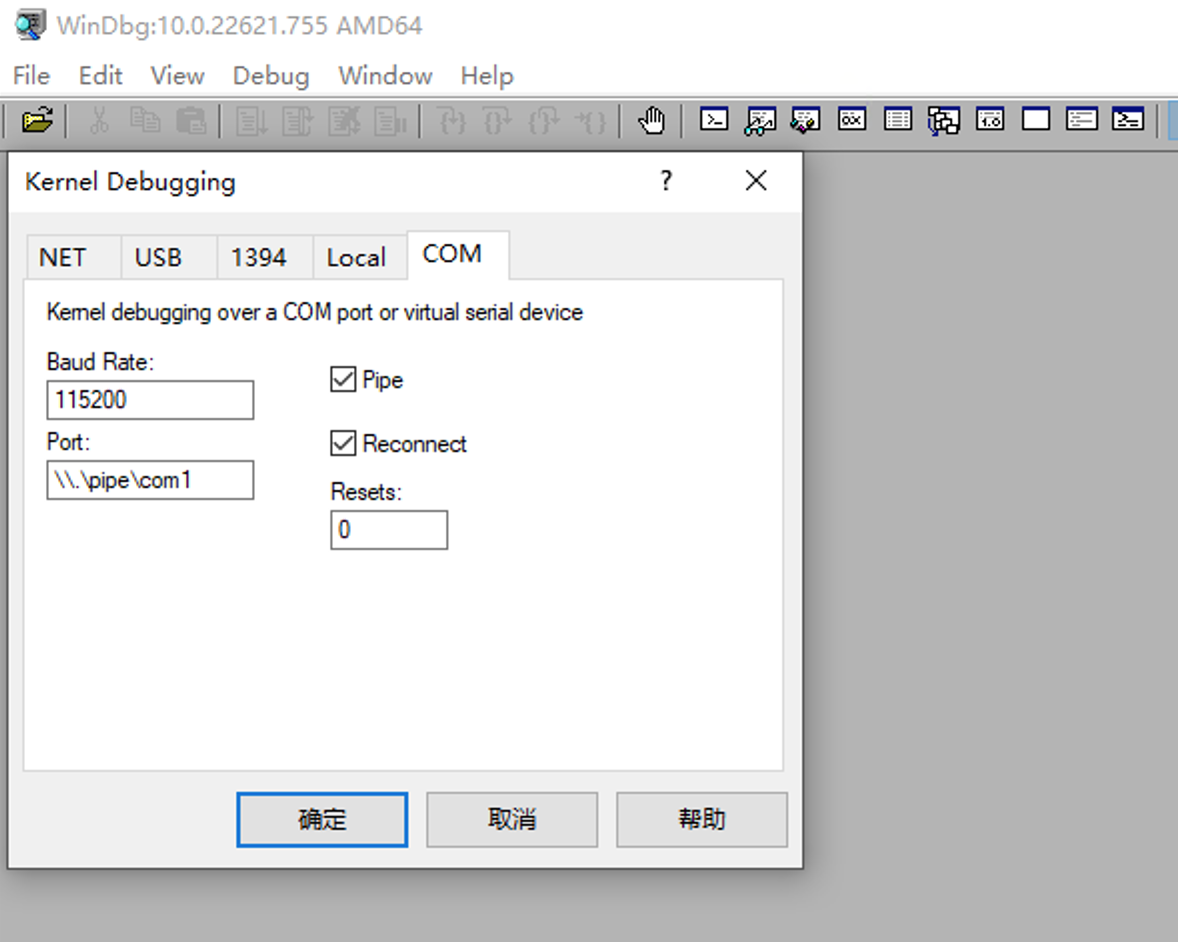 WinDbg:10.0.22621.755 AMD64
File Edit View Debug Window Help
Kernel Debugging ?
NET USB 1394 Local COM
Kernel debugging over a COM port or virtual serial device
Baud Rate:
Pipe
115200
Port:
Reconnect
\\.\pipe\com1
Resets:
0
确定 取消 帮助